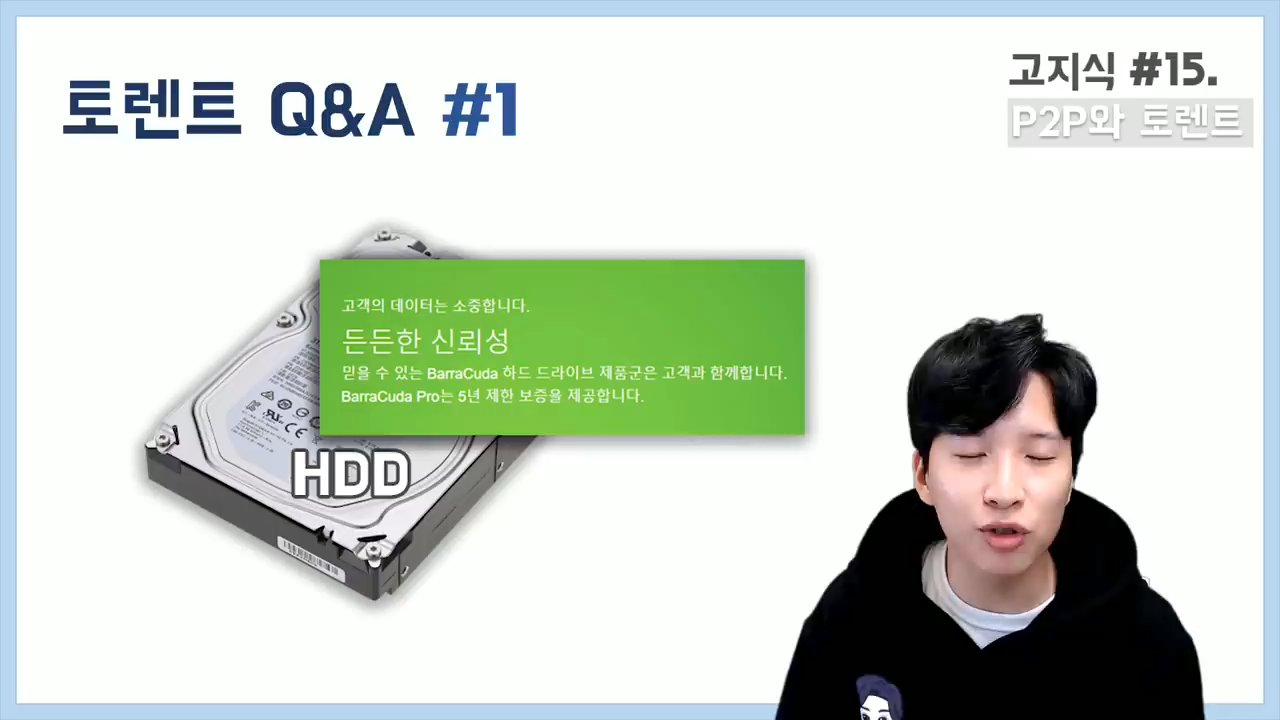 토렌트 Q&A #1
고지식 #15.
P2P와 토렌트
고객의 데이터는 소중합니다.
든든한 신뢰성
믿을 수 있는 BarraCuda 하드 드라이브 제품군은 고객과 함께합니다.
BarraCuda Pro는 5년 제한 보증을 제공합니다.
HDD